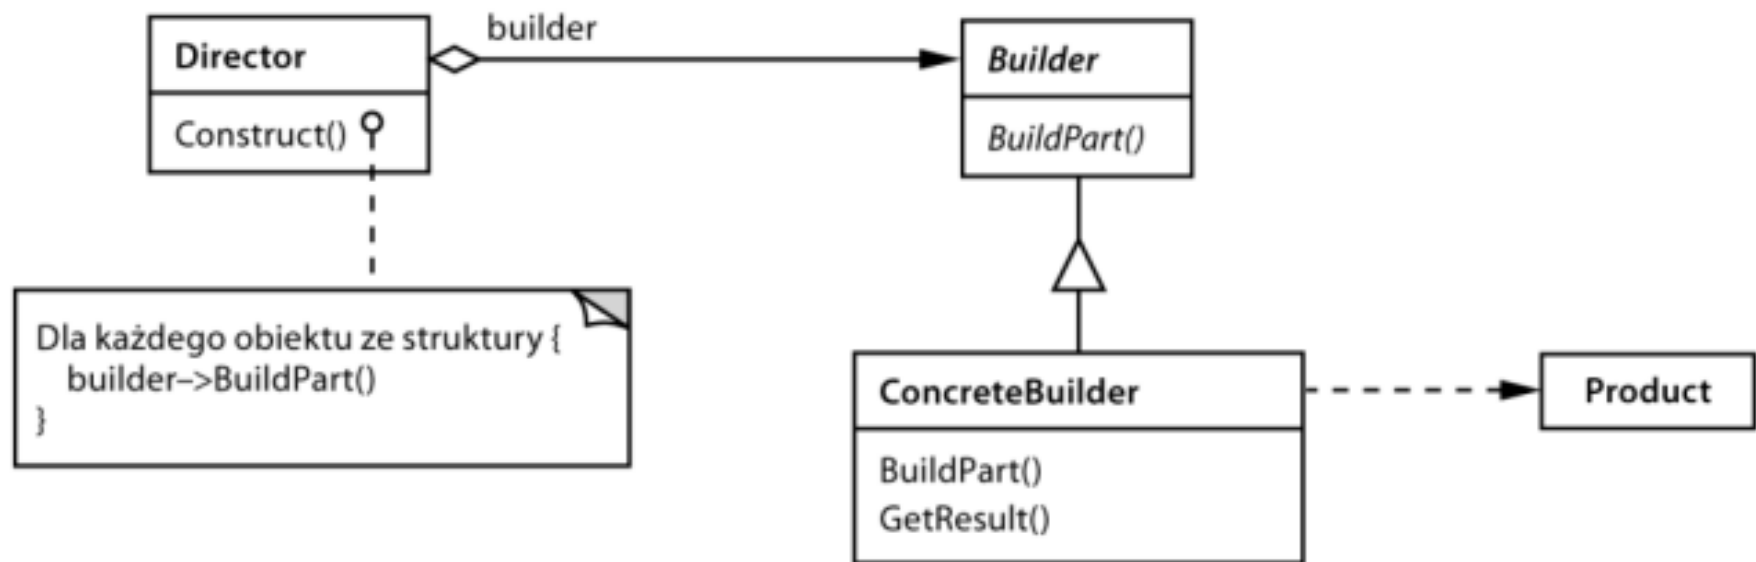 Director
builder
Builder
Construct()
BuildPart()
Dla każdego obiektu ze struktury {
builder–>BuildPart()
}
ConcreteBuilder
Product
BuildPart()
GetResult()